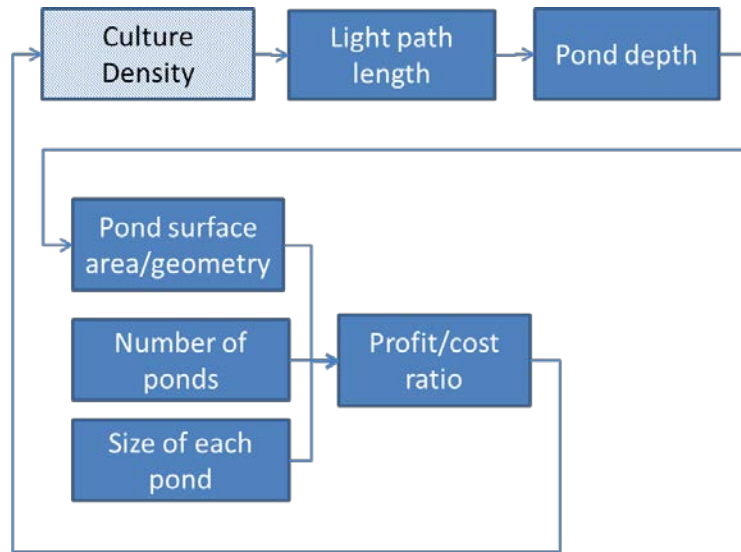 Culture
Density
Light path
length
Pond depth
Pond surface
area/geometry
Number of
ponds
Profit/cost
ratio
Size of each
pond